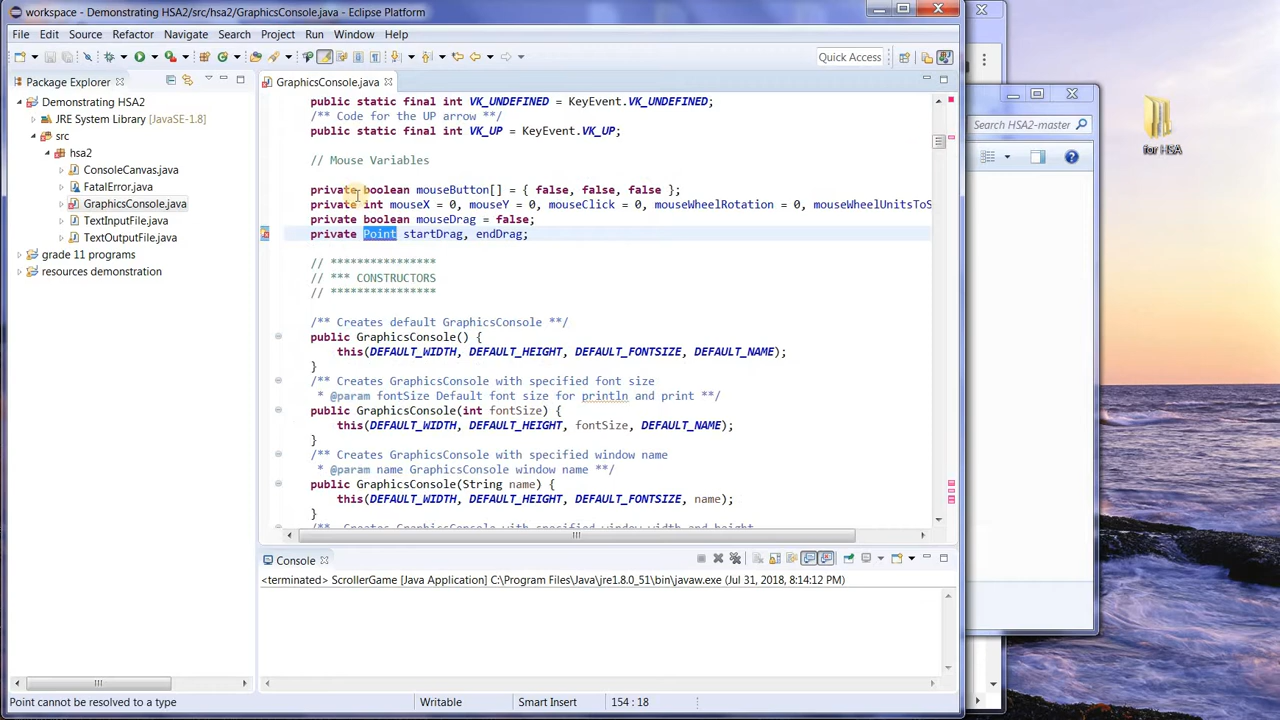 workspace - Demonstrating HSA2/src/hsa2/GraphicsConsole.java - Eclipse Platform
File Edit Source Refactor Navigate Search Project Run Window Help
Quick Access
Package Explorer
Demonstrating HSA2
JRE System Library [JavaSE-1.8]
src
hsa2
ConsoleCanvas.java
FatalError.java
GraphicsConsole.java
TextInputFile.java
TextOutputFile.java
grade 11 programs
resources demonstration
GraphicsConsole.java
public static final int VK_UNDEFINED = KeyEvent.VK_UNDEFINED;
/** Code for the UP arrow **/
public static final int VK_UP = KeyEvent.VK_UP;
// Mouse Variables
private boolean mouseButton[] = { false, false, false };
private int mouseX = 0, mouseY = 0, mouseClick = 0, mouseWheelRotation = 0, mouseWheelUnitsToS
private boolean mouseDrag = false;
private Point startDrag, endDrag;
// ****************
// *** CONSTRUCTORS
// ****************
/** Creates default GraphicsConsole **/
public GraphicsConsole() {
this(DEFAULT_WIDTH, DEFAULT_HEIGHT, DEFAULT_FONTSIZE, DEFAULT_NAME);
}
/** Creates GraphicsConsole with specified font size
* @param fontSize Default font size for println and print **/
public GraphicsConsole(int fontSize) {
this(DEFAULT_WIDTH, DEFAULT_HEIGHT, fontSize, DEFAULT_NAME);
}
/** Creates GraphicsConsole with specified window name
* @param name GraphicsConsole window name **/
public GraphicsConsole(String name) {
this(DEFAULT_WIDTH, DEFAULT_HEIGHT, DEFAULT_FONTSIZE, name);
}
/** Creates GraphicsConsole with specified window width and height
Console
<terminated> ScrollerGame [Java Application] C:\Program Files\Java\jre1.8.0_51\bin\javaw.exe (Jul 31, 2018, 8:14:12 PM)
Point cannot be resolved to a type
Writable
Smart Insert
154 : 18
Search HSA2-master
for HSA